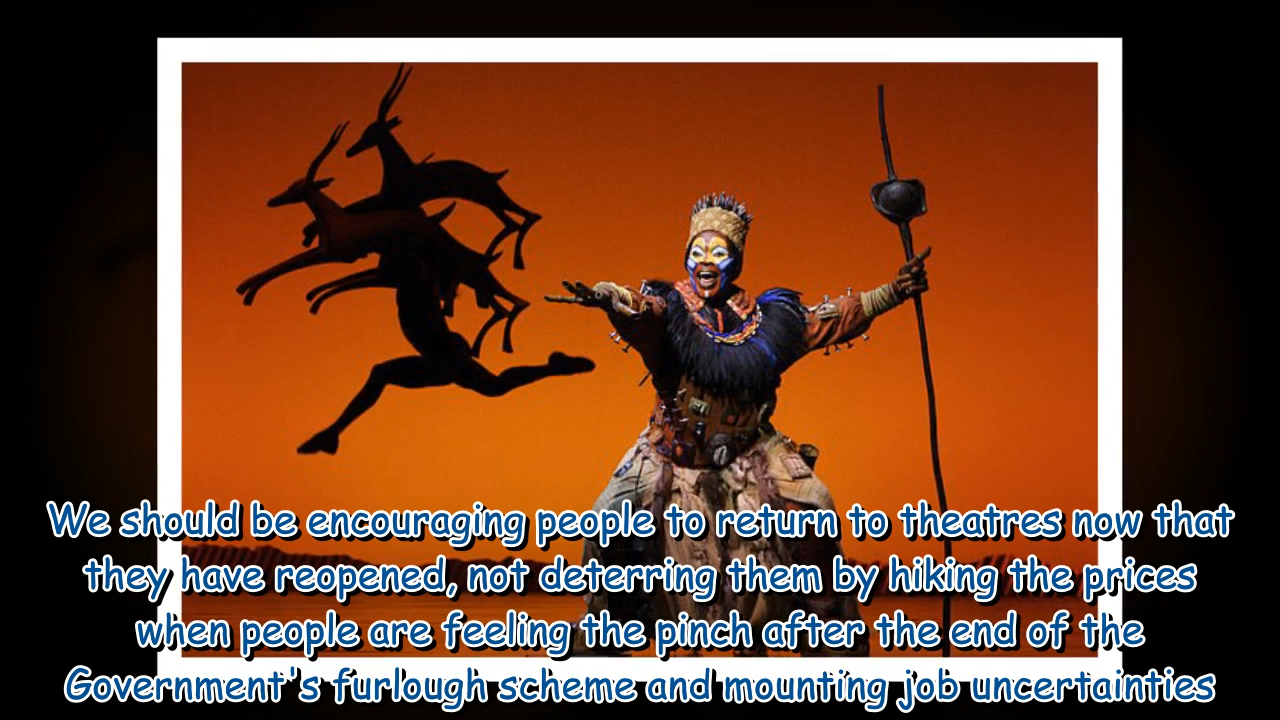 We should be encouraging people to return to theatres now that
they have reopened, not deterring them by hiking the prices
when people are feeling the pinch after the end of the
Government's furlough scheme and mounting job uncertainties